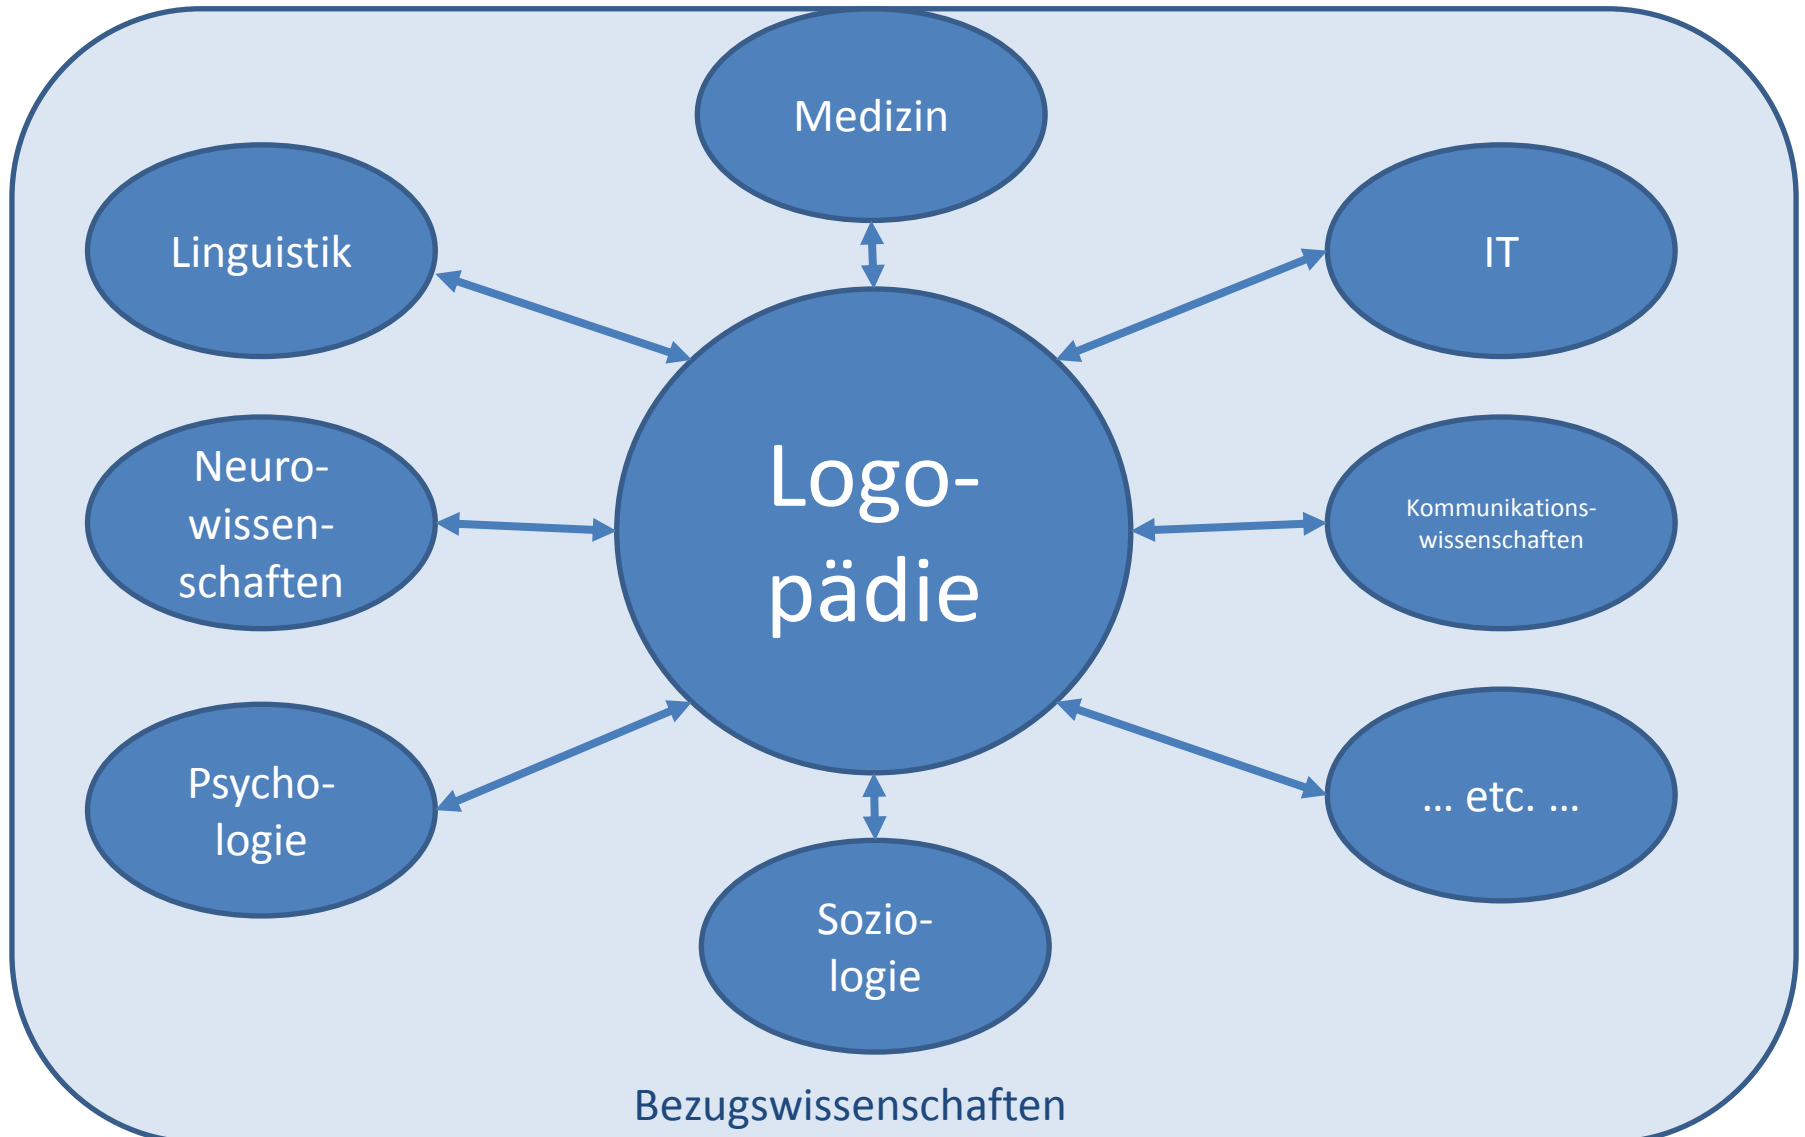 Medizin
Linguistik
IT
Neuro-
wissen-
schaften
Logo-
pädie
Kommunikations-
wissenschaften
Psycho-
logie
... etc. ...
Sozio-
logie
Bezugswissenschaften